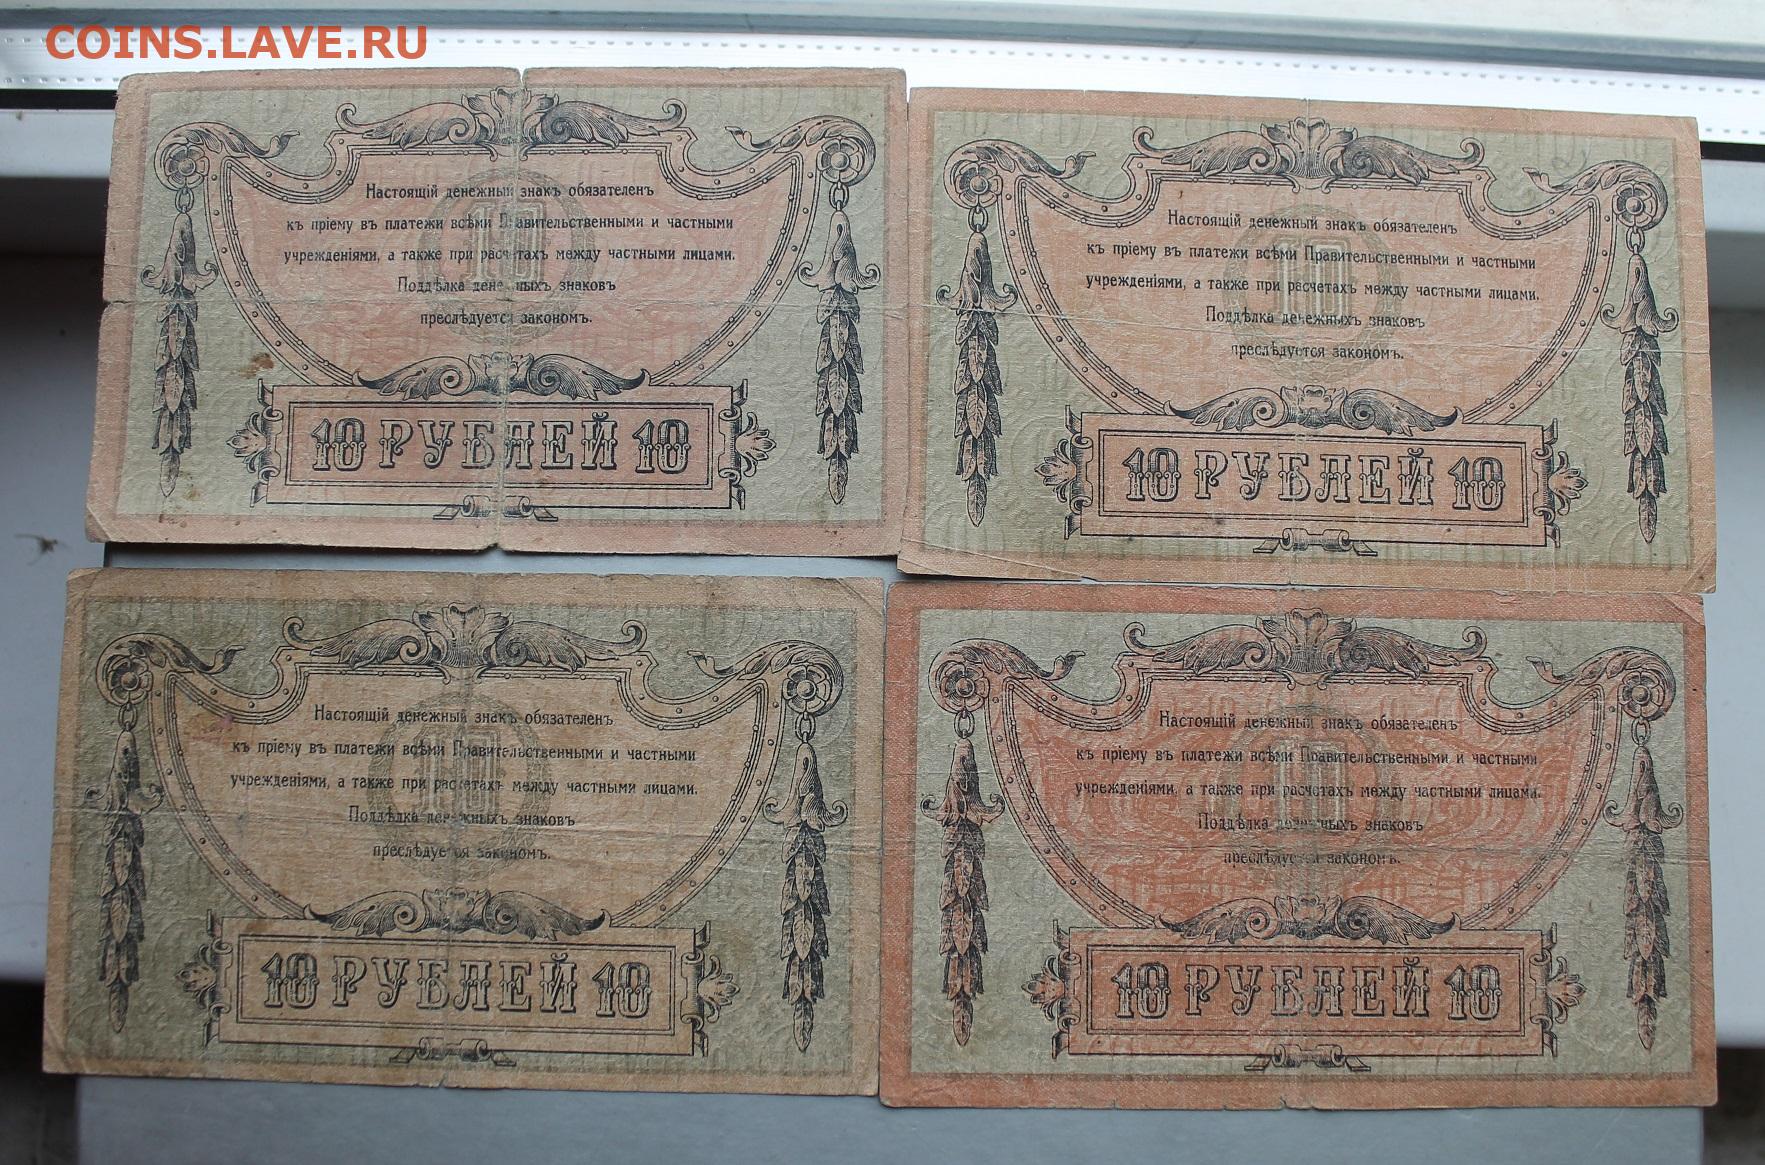 COINS.LAVE.RU
Настоящій денежный знакъ обязателенъ
къ пріему въ платежи всѣми Правительственными и частными
учрежденіями, а также при расчетахъ между частными лицами.
Поддѣлка денежныхъ знаковъ
преслѣдуется закономъ.
10 РУБЛЕЙ 10
Настоящій денежный знакъ обязателенъ
къ пріему въ платежи всѣми Правительственными и частными
учрежденіями, а также при расчетахъ между частными лицами.
Поддѣлка денежныхъ знаковъ
преслѣдуется закономъ.
10 РУБЛЕЙ 10
Настоящій денежный знакъ обязателенъ
къ пріему въ платежи всѣми Правительственными и частными
учрежденіями, а также при расчетахъ между частными лицами.
Поддѣлка денежныхъ знаковъ
преслѣдуется закономъ.
10 РУБЛЕЙ 10
Настоящій денежный знакъ обязателенъ
къ пріему въ платежи всѣми Правительственными и частными
учрежденіями, а также при расчетахъ между частными лицами.
Поддѣлка денежныхъ знаковъ
преслѣдуется закономъ.
10 РУБЛЕЙ 10